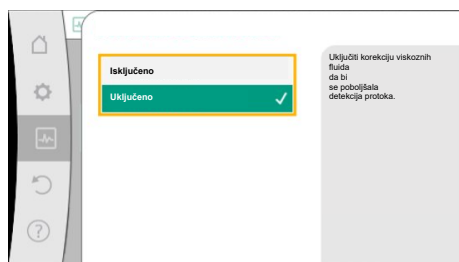 Isključeno
Uključeno
Uključiti korekciju viskoznih
fluida
da bi
se poboljšala
detekcija protoka.